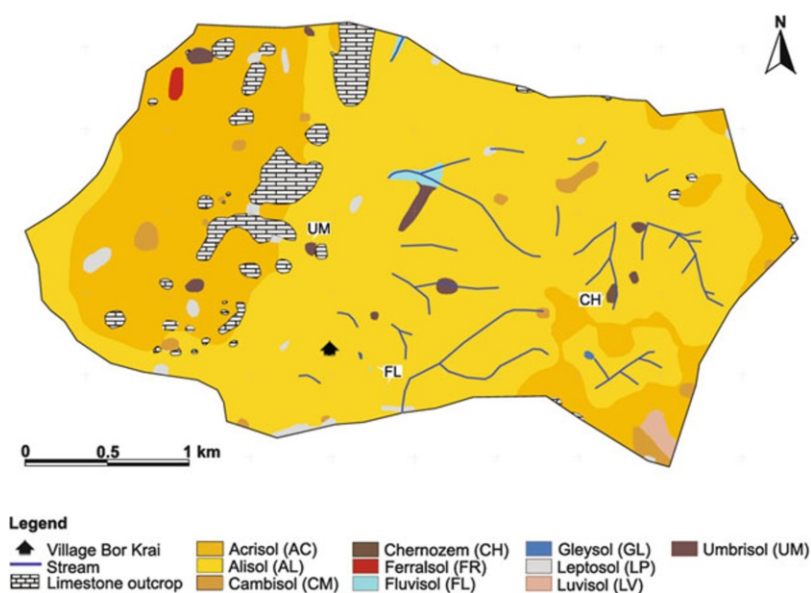 N
UM
CH
FL
0 0.5 1 km
Legend
Village Bor Krai
Stream
Limestone outcrop
Acrisol (AC)
Alisol (AL)
Cambisol (CM)
Chernozem (CH)
Ferralsol (FR)
Fluvisol (FL)
Gleysol (GL)
Leptosol (LP)
Luvisol (LV)
Umbrisol (UM)